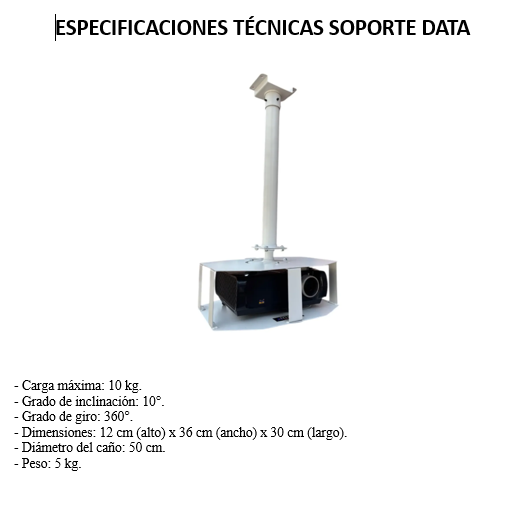 ESPECIFICACIONES TÉCNICAS SOPORTE DATA
- Carga máxima: 10 kg.
- Grado de inclinación: 10°.
- Grado de giro: 360°.
- Dimensiones: 12 cm (alto) x 36 cm (ancho) x 30 cm (largo).
- Diámetro del caño: 50 cm.
- Peso: 5 kg.